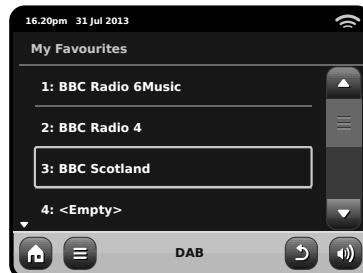 16.20pm 31 Jul 2013
My Favourites
1: BBC Radio 6Music
2: BBC Radio 4
3: BBC Scotland
4: <Empty>
DAB